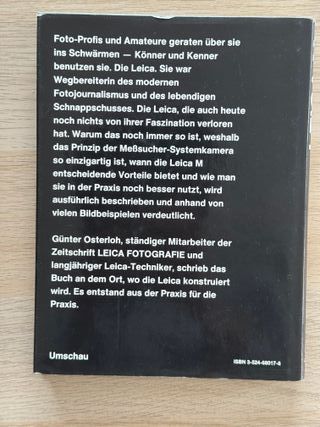 Foto-Profis und Amateure geraten über sie
ins Schwärmen — Könner und Kenner
benutzen sie. Die Leica. Sie war
Wegbereiterin des modernen
Fotojournalismus und des lebendigen
Schnappschusses. Die Leica, die auch heute
noch nichts von ihrer Faszination verloren
hat. Warum das noch immer so ist, weshalb
das Prinzip der Meßsucher-Systemkamera
so einzigartig ist, wann die Leica M
entscheidende Vorteile bietet und wie man
sie in der Praxis noch besser nutzt, wird
ausführlich beschrieben und anhand von
vielen Bildbeispielen verdeutlicht.
Günter Osterloh, ständiger Mitarbeiter der
Zeitschrift LEICA FOTOGRAFIE und
langjähriger Leica-Techniker, schrieb das
Buch an dem Ort, wo die Leica konstruiert
wird. Es entstand aus der Praxis für die
Praxis.
Umschau
ISBN 3-524-68017-8